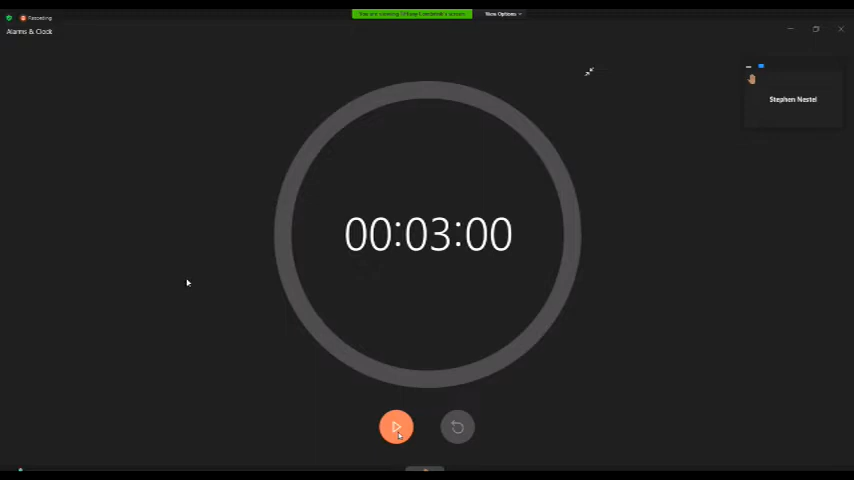 Recording
View Options
Alarms & Clock
Stephen Nestel
00:03:00